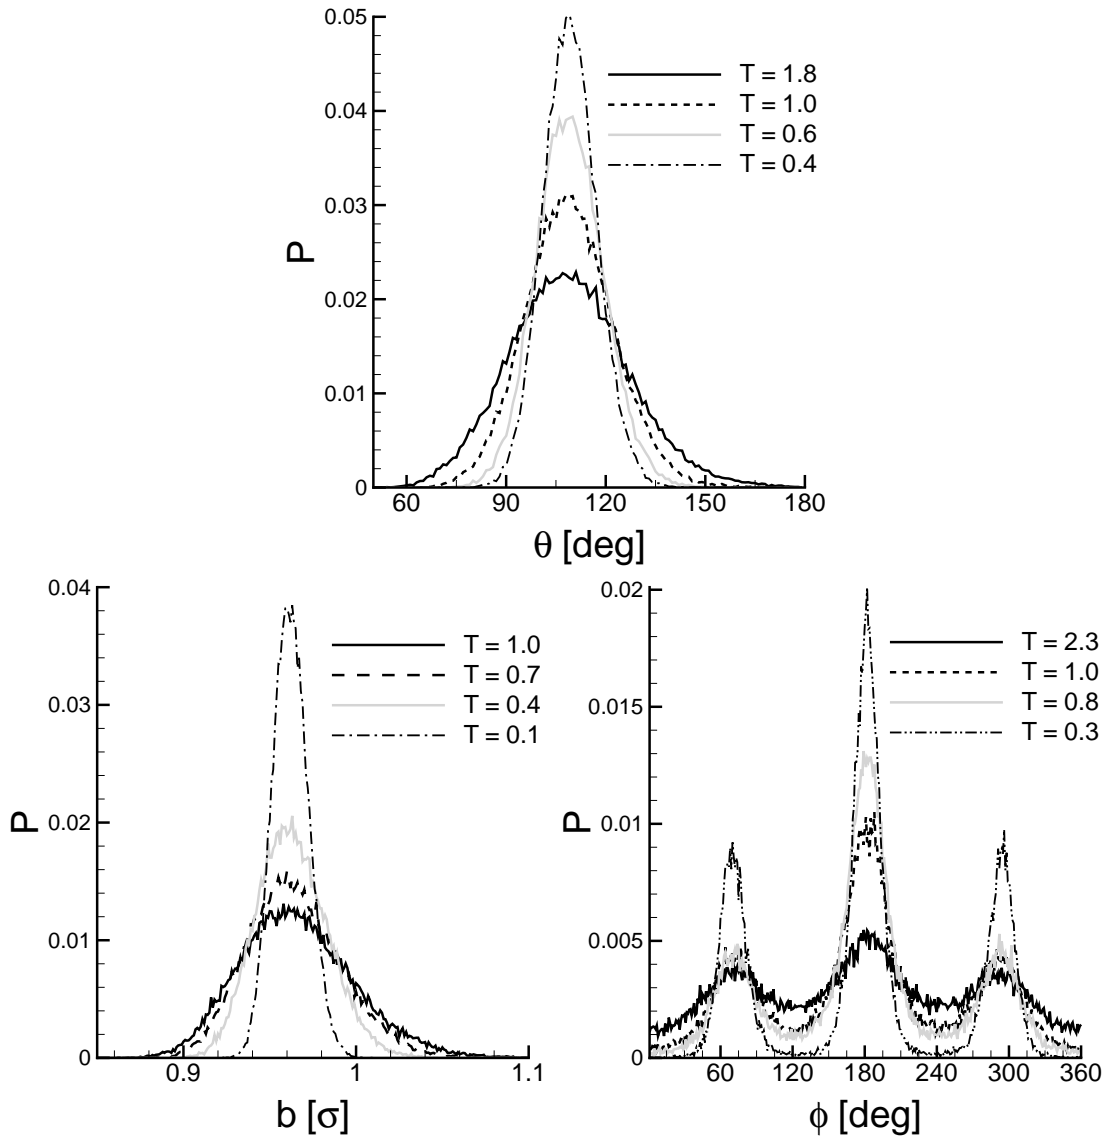 0.05
0.04
0.03
0.02
0.01
0
P
T = 1.8
T = 1.0
T = 0.6
T = 0.4
60 90 120 150 180
θ [deg]
0.04
0.03
0.02
0.01
0
P
T = 1.0
T = 0.7
T = 0.4
T = 0.1
0.9 1 1.1
b [σ]
0.02
0.015
0.01
0.005
0
P
T = 2.3
T = 1.0
T = 0.8
T = 0.3
60 120 180 240 300 360
ϕ [deg]